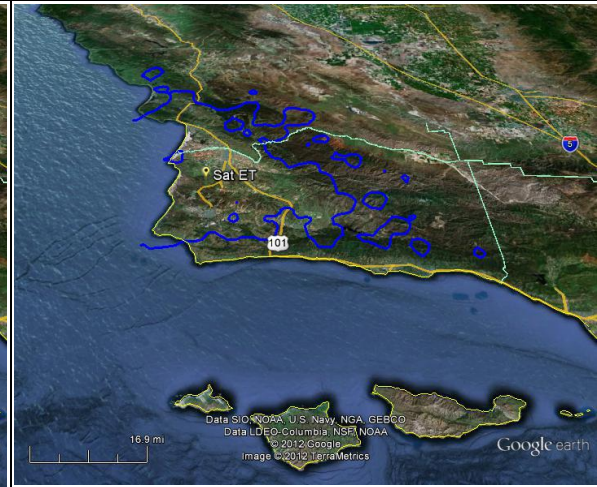 5
Sat ET
101
Data SIO, NOAA, U.S. Navy, NGA, GEBCO
Data LDEO-Columbia, NSF, NOAA
© 2012 Google
Image © 2012 TerraMetrics
16.9 mi
Google earth